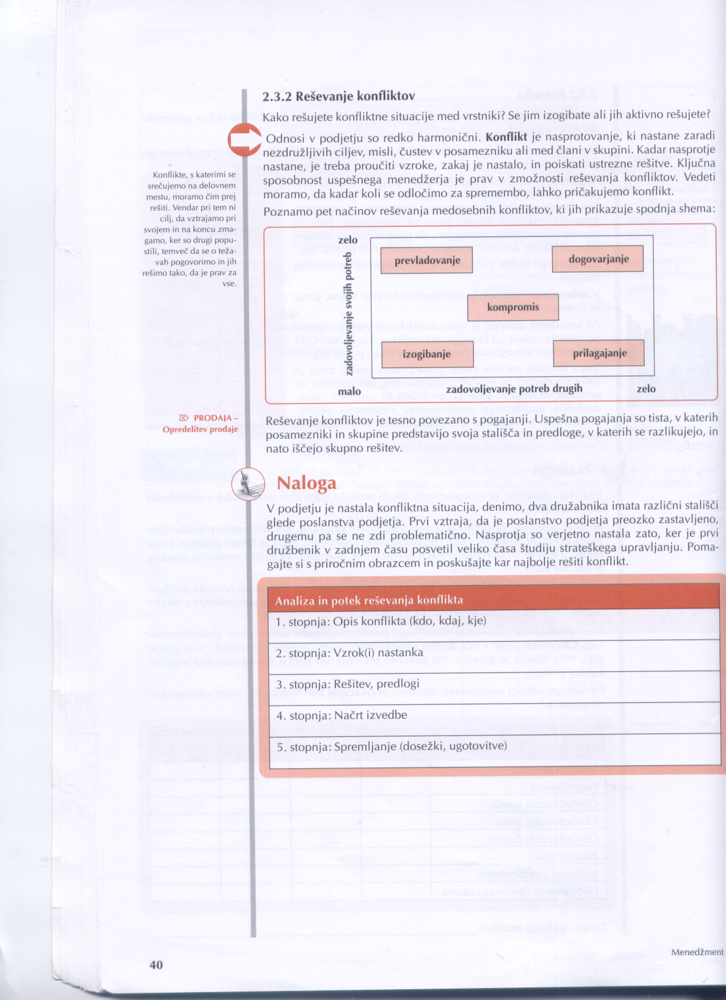 2.3.2 Reševanje konfliktov
Kako rešujete konfliktne situacije med vrstniki? Se jim izogibate ali jih aktivno rešujete?
Odnosi v podjetju so redko harmonični. Konflikt je nasprotovanje, ki nastane zaradi
nezdružljivih ciljev, misli, čustev v posamezniku ali med člani v skupini. Kadar nasprotje
nastane, je treba proučiti vzroke, zakaj je nastalo, in poiskati ustrezne rešitve. Ključna
sposobnost uspešnega menedžerja je prav v zmožnosti reševanja konfliktov. Vedeti
moramo, da kadar koli se odločimo za spremembo, lahko pričakujemo konflikt.
Poznamo pet načinov reševanja medosebnih konfliktov, ki jih prikazuje spodnja shema:
Konflikte, s katerimi se
srečujemo na delovnem
mestu, moramo čim prej
rešiti. Vendar pri tem ni
cilj, da vztrajamo pri
svojem in na koncu zma-
gamo, ker so drugi popu-
stili, temveč da se o teža-
vah pogovorimo in jih
rešimo tako, da je prav za
vse.
zelo
zadovoljevanje svojih potreb
prevladovanje
dogovarjanje
kompromis
izogibanje
prilagajanje
malo
zadovoljevanje potreb drugih
zelo
PRODAJA –
Opredelitev prodaje
Reševanje konfliktov je tesno povezano s pogajanji. Uspešna pogajanja so tista, v katerih
posamezniki in skupine predstavijo svoja stališča in predloge, v katerih se razlikujejo, in
nato iščejo skupno rešitev.
Naloga
V podjetju je nastala konfliktna situacija, denimo, dva družabnika imata različni stališči
glede poslanstva podjetja. Prvi vztraja, da je poslanstvo podjetja preozko zastavljeno,
drugemu pa se ne zdi problematično. Nasprotja so verjetno nastala zato, ker je prvi
družbenik v zadnjem času posvetil veliko časa študiju strateškega upravljanju. Poma-
gajte si s priročnim obrazcem in poskušajte kar najbolje rešiti konflikt.
Analiza in potek reševanja konflikta
1. stopnja: Opis konflikta (kdo, kdaj, kje)
2. stopnja: Vzrok(i) nastanka
3. stopnja: Rešitev, predlogi
4. stopnja: Načrt izvedbe
5. stopnja: Spremljanje (dosežki, ugotovitve)
40
Menedžment